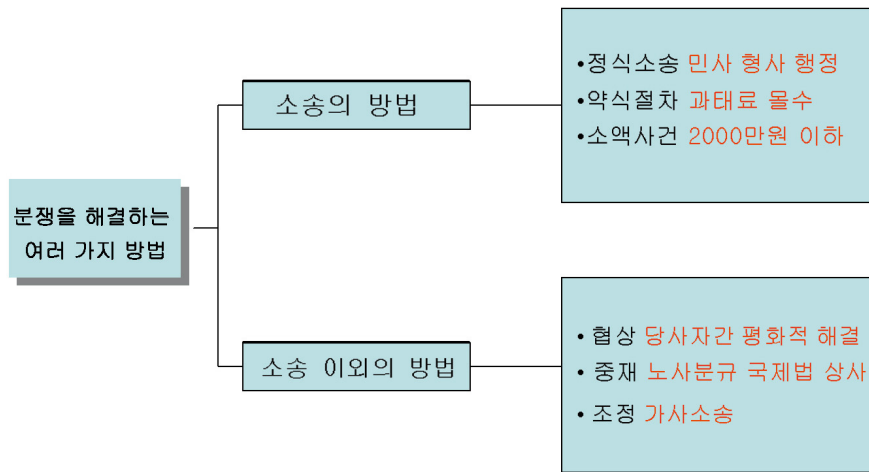 분쟁을 해결하는
여러 가지 방법
소송의 방법
•정식소송 민사 형사 행정
•약식절차 과태료 몰수
•소액사건 2000만원 이하
소송 이외의 방법
• 협상 당사자간 평화적 해결
• 중재 노사분규 국제법 상사
• 조정 가사소송